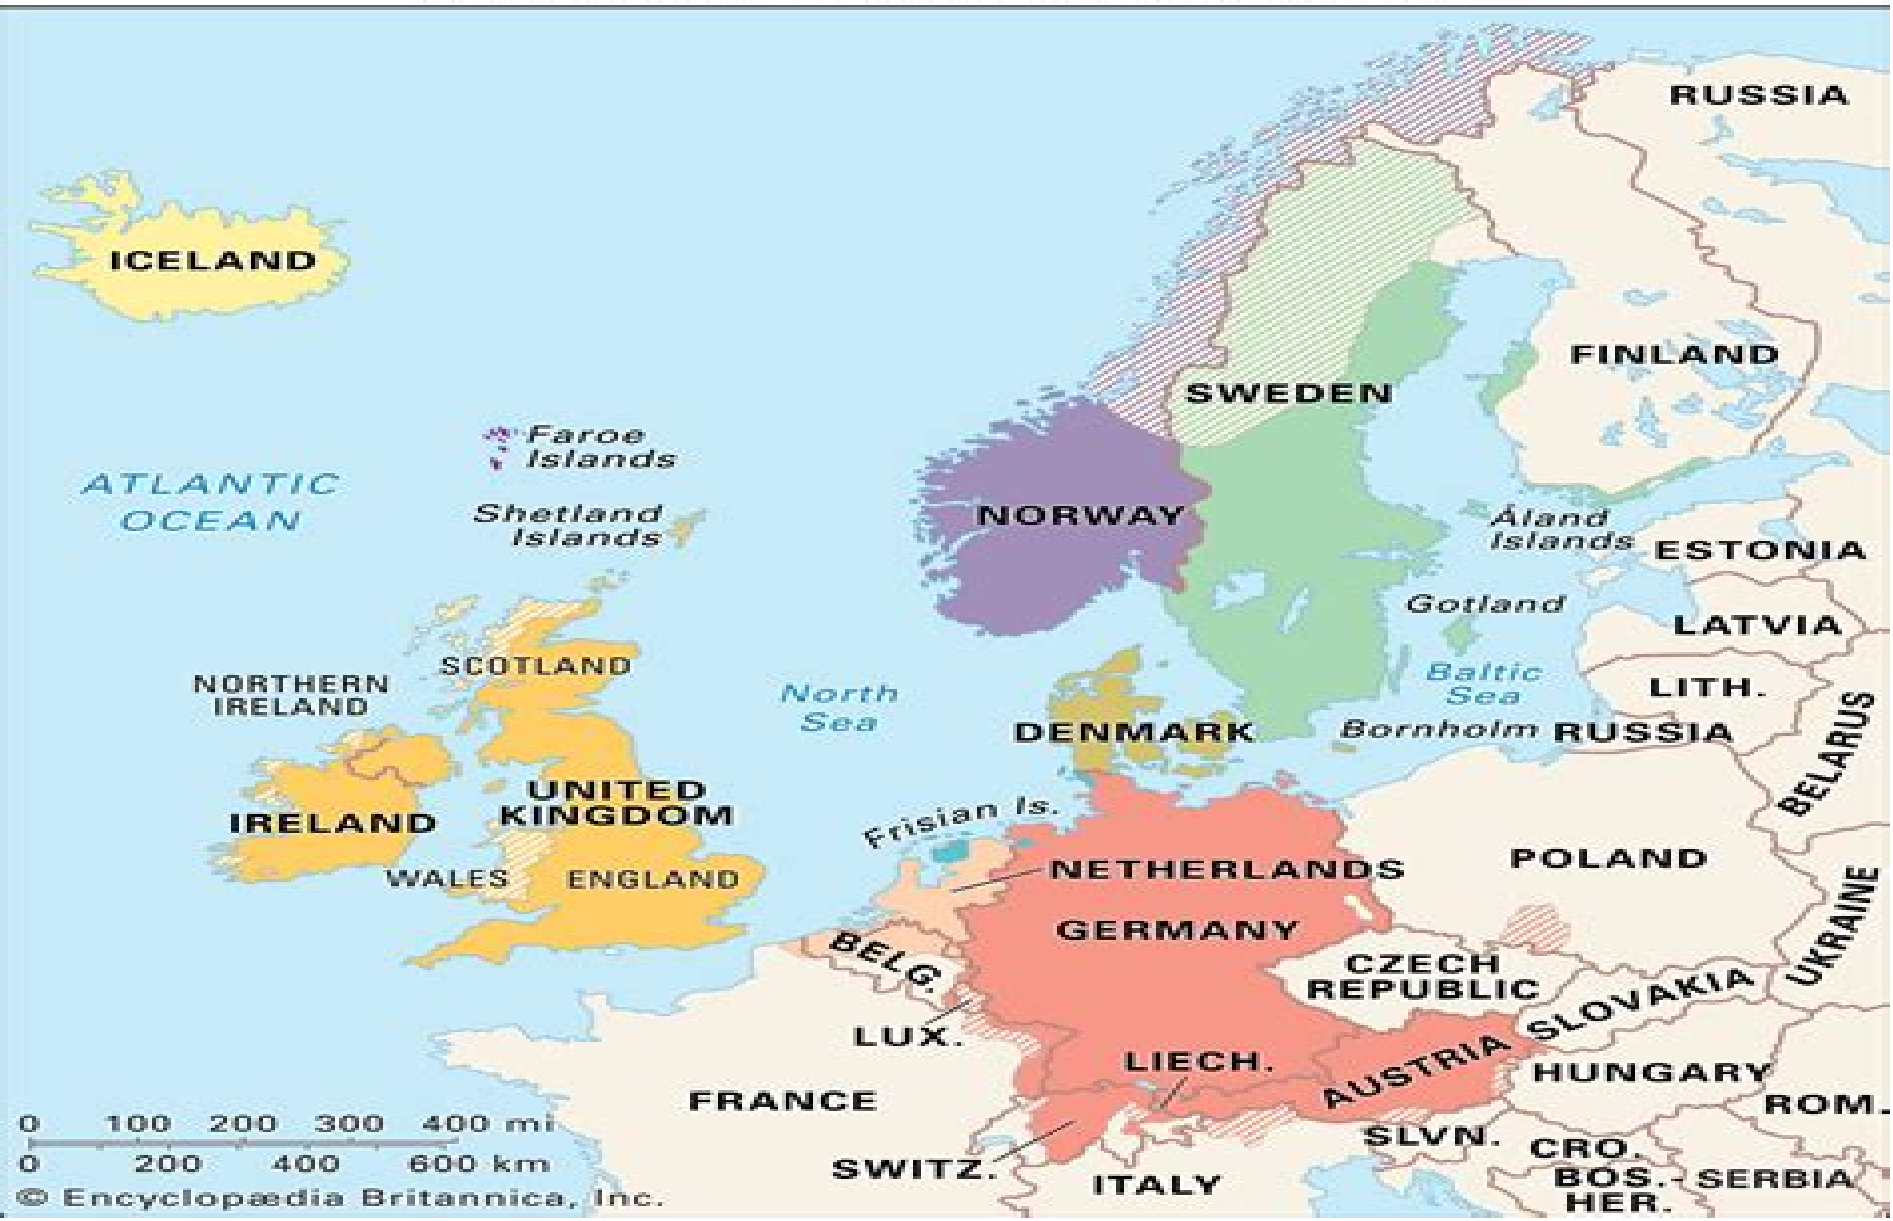 RUSSIA
ICELAND
FINLAND
SWEDEN
Faroe
Islands
ATLANTIC
OCEAN
Shetland
Islands
NORWAY
Åland
Islands
ESTONIA
Gotland
LATVIA
SCOTLAND
NORTHERN
IRELAND
North
Sea
Baltic
Sea
LITH.
DENMARK
Bornholm
RUSSIA
BELARUS
UNITED
KINGDOM
IRELAND
Frisian Is.
WALES
ENGLAND
NETHERLANDS
POLAND
GERMANY
UKRAINE
BELG.
CZECH
REPUBLIC
SLOVAKIA
LUX.
LIECH.
AUSTRIA
HUNGARY
FRANCE
ROM.
SWITZ.
SLVN.
CRO.
ITALY
BOS.-
HER.
SERBIA
0 100 200 300 400 mi
0 200 400 600 km
© Encyclopædia Britannica, Inc.